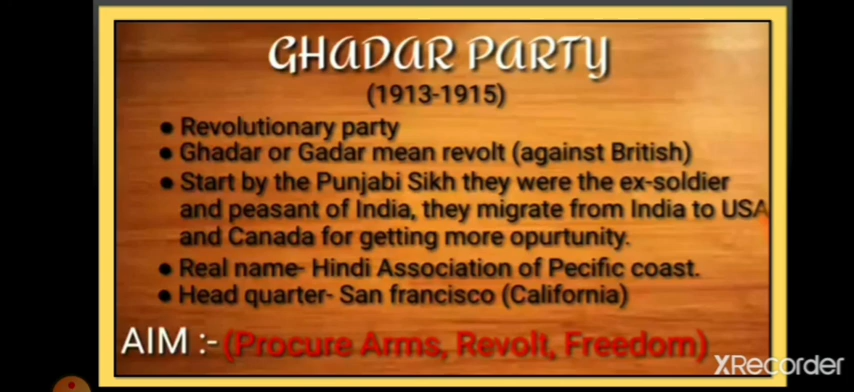 GHADAR PARTY
(1913-1915)
● Revolutionary party
● Ghadar or Gadar mean revolt (against British)
● Start by the Punjabi Sikh they were the ex-soldier
and peasant of India, they migrate from India to USA
and Canada for getting more opurtunity.
● Real name- Hindi Association of Pecific coast.
● Head quarter- San francisco (California)
AIM :- (Procure Arms, Revolt, Freedom)
XRecorder